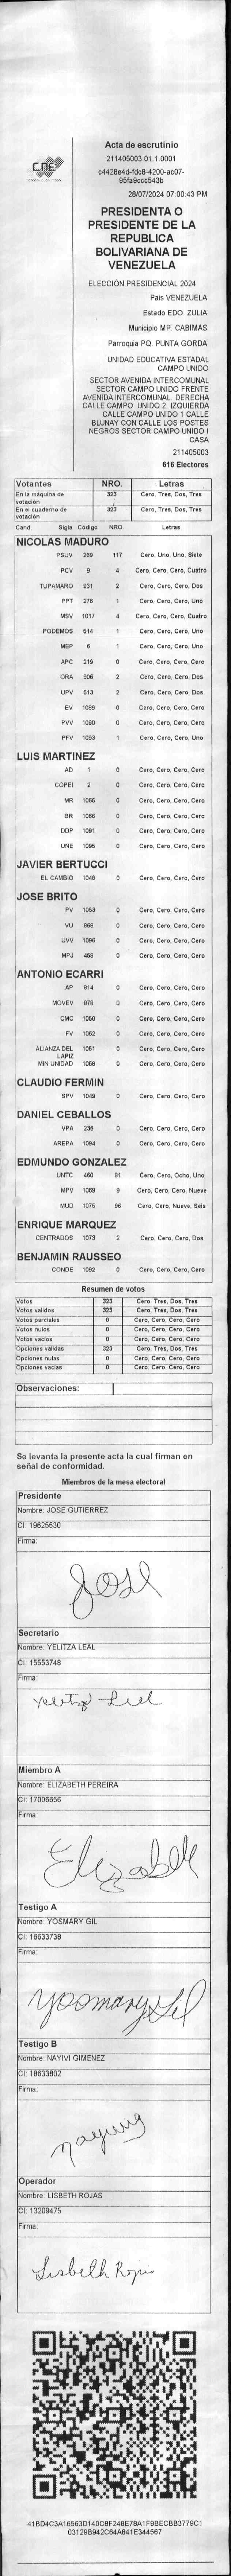 CNE
Acta de escrutinio
211405003.01.1.0001
28/07/2024 07:00:43 PM
PRESIDENTA O
PRESIDENTE DE LA
REPUBLICA
BOLIVARIANA DE
VENEZUELA
ELECCIÓN PRESIDENCIAL 2024
País VENEZUELA
Estado EDO. ZULIA
Municipio MP. CABIMAS
Parroquia PQ. PUNTA GORDA
UNIDAD EDUCATIVA ESTADAL
CAMPO UNIDO
SECTOR AVENIDA INTERCOMUNAL
SECTOR CAMPO UNIDO FRENTE
AVENIDA INTERCOMUNAL. DERECHA
CALLE CAMPO UNIDO 2. IZQUIERDA
CALLE CAMPO UNIDO 1 CALLE
BLUNAY CON CALLE LOS POSTES
NEGROS SECTOR CAMPO UNIDO I
CASA
211405003
616 Electores
Votantes NRO. Letras
En la máquina de votación 323 Cero, Tres, Dos, Tres
En el cuaderno de votación 323 Cero, Tres, Dos, Tres
Cand. Sigla Código NRO. Letras
NICOLAS MADURO
PSUV 269 117 Cero, Uno, Uno, Siete
PCV 9 4 Cero, Cero, Cero, Cuatro
TUPAMARO 931 2 Cero, Cero, Cero, Dos
PPT 276 1 Cero, Cero, Cero, Uno
MSV 1017 4 Cero, Cero, Cero, Cuatro
PODEMOS 514 1 Cero, Cero, Cero, Uno
MEP 6 1 Cero, Cero, Cero, Uno
APC 219 0 Cero, Cero, Cero, Cero
ORA 906 2 Cero, Cero, Cero, Dos
UPV 513 2 Cero, Cero, Cero, Dos
EV 1089 0 Cero, Cero, Cero, Cero
PVV 1090 0 Cero, Cero, Cero, Cero
PFV 1093 1 Cero, Cero, Cero, Uno
LUIS MARTINEZ
AD 1 0 Cero, Cero, Cero, Cero
COPEI 2 0 Cero, Cero, Cero, Cero
MR 1065 0 Cero, Cero, Cero, Cero
BR 1066 0 Cero, Cero, Cero, Cero
DDP 1091 0 Cero, Cero, Cero, Cero
UNE 1095 0 Cero, Cero, Cero, Cero
JAVIER BERTUCCI
EL CAMBIO 1048 0 Cero, Cero, Cero, Cero
JOSE BRITO
PV 1053 0 Cero, Cero, Cero, Cero
VU 868 0 Cero, Cero, Cero, Cero
UVV 1096 0 Cero, Cero, Cero, Cero
MPJ 468 0 Cero, Cero, Cero, Cero
ANTONIO ECARRI
AP 814 0 Cero, Cero, Cero, Cero
MOVEV 879 0 Cero, Cero, Cero, Cero
CMC 1050 0 Cero, Cero, Cero, Cero
FV 1062 0 Cero, Cero, Cero, Cero
ALIANZA DEL LAPIZ 1051 0 Cero, Cero, Cero, Cero
MIN UNIDAD 1058 0 Cero, Cero, Cero, Cero
CLAUDIO FERMIN
SPV 1049 0 Cero, Cero, Cero, Cero
DANIEL CEBALLOS
VPA 236 0 Cero, Cero, Cero, Cero
AREPA 1094 0 Cero, Cero, Cero, Cero
EDMUNDO GONZALEZ
UNTC 460 81 Cero, Cero, Ocho, Uno
MPV 1069 9 Cero, Cero, Cero, Nueve
MUD 1075 96 Cero, Cero, Nueve, Seis
ENRIQUE MARQUEZ
CENTRADOS 1073 2 Cero, Cero, Cero, Dos
BENJAMIN RAUSSEO
CONDE 1092 0 Cero, Cero, Cero, Cero
Resumen de votos
Votos 323 Cero, Tres, Dos, Tres
Votos validos 323 Cero, Tres, Dos, Tres
Votos parciales 0 Cero, Cero, Cero, Cero
Votos nulos 0 Cero, Cero, Cero, Cero
Votos vacios 0 Cero, Cero, Cero, Cero
Opciones validas 323 Cero, Tres, Dos, Tres
Opciones nulas 0 Cero, Cero, Cero, Cero
Opciones vacias 0 Cero, Cero, Cero, Cero
Observaciones:
Se levanta la presente acta la cual firman en
señal de conformidad.
Miembros de la mesa electoral
Presidente
Nombre: JOSE GUTIERREZ
CI: 19625530
Firma:
José
Secretario
Nombre: YELITZA LEAL
CI: 15553748
Firma:
Yelitza Leal
Miembro A
Nombre: ELIZABETH PEREIRA
CI: 17006656
Firma:
Elizabeth
Testigo A
Nombre: YOSMARY GIL
CI: 16633738
Firma:
Yosmary Gil
Testigo B
Nombre: NAYIVI GIMENEZ
CI: 18633802
Firma:
Operador
Nombre: LISBETH ROJAS
CI: 13209475
Firma:
Lisbeth Rojas
41BD4C3A16563D140C8F248E78A1F9BECBB3779C1
03129B942C64A841E344567